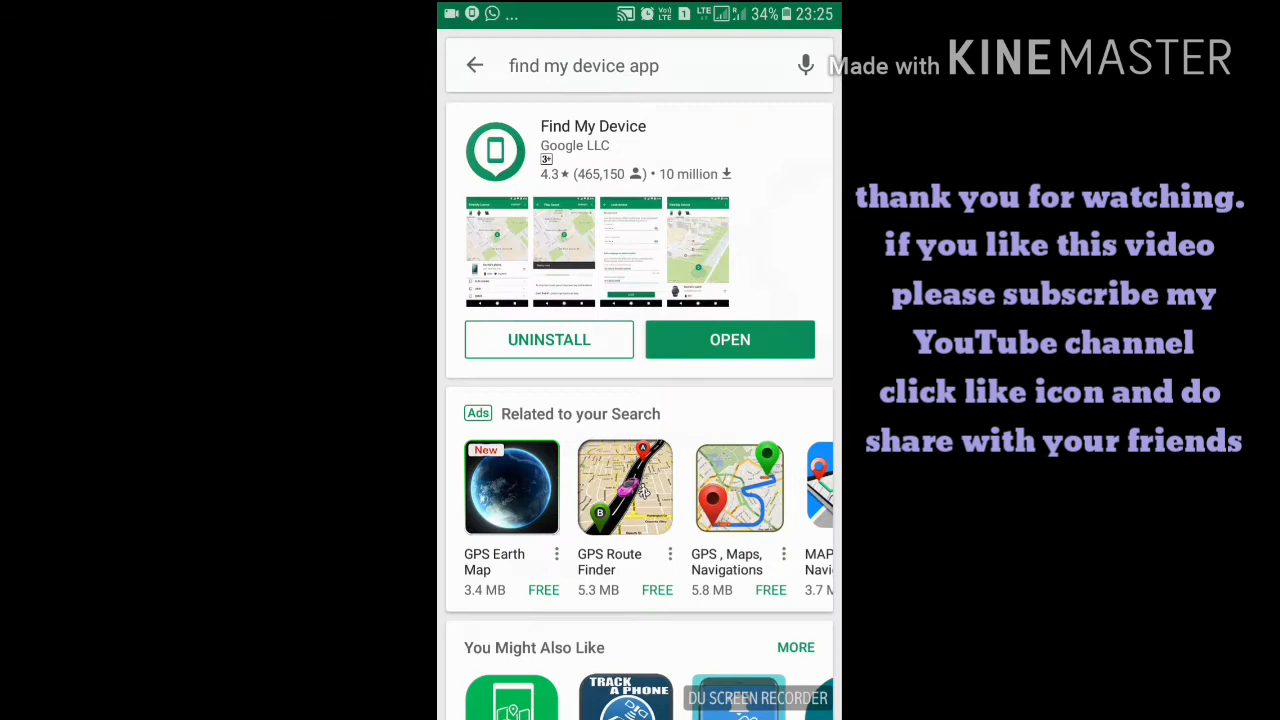 ... LTE 1 LTE R 34% 23:25
find my device app
Made with KINEMASTER
Find My Device
Google LLC
3+
4.3★ (465,150) • 10 million
UNINSTALL
OPEN
thank you for watching.
if you like this video
please subscribe my
YouTube channel
click like icon and do
share with your friends
Ads Related to your Search
New
A
B
GPS Earth
Map
3.4 MB FREE
GPS Route
Finder
5.3 MB FREE
GPS , Maps,
Navigations
5.8 MB FREE
MAP
Navi
3.7 M
You Might Also Like
MORE
TRACK
A PHONE
DU SCREEN RECORDER